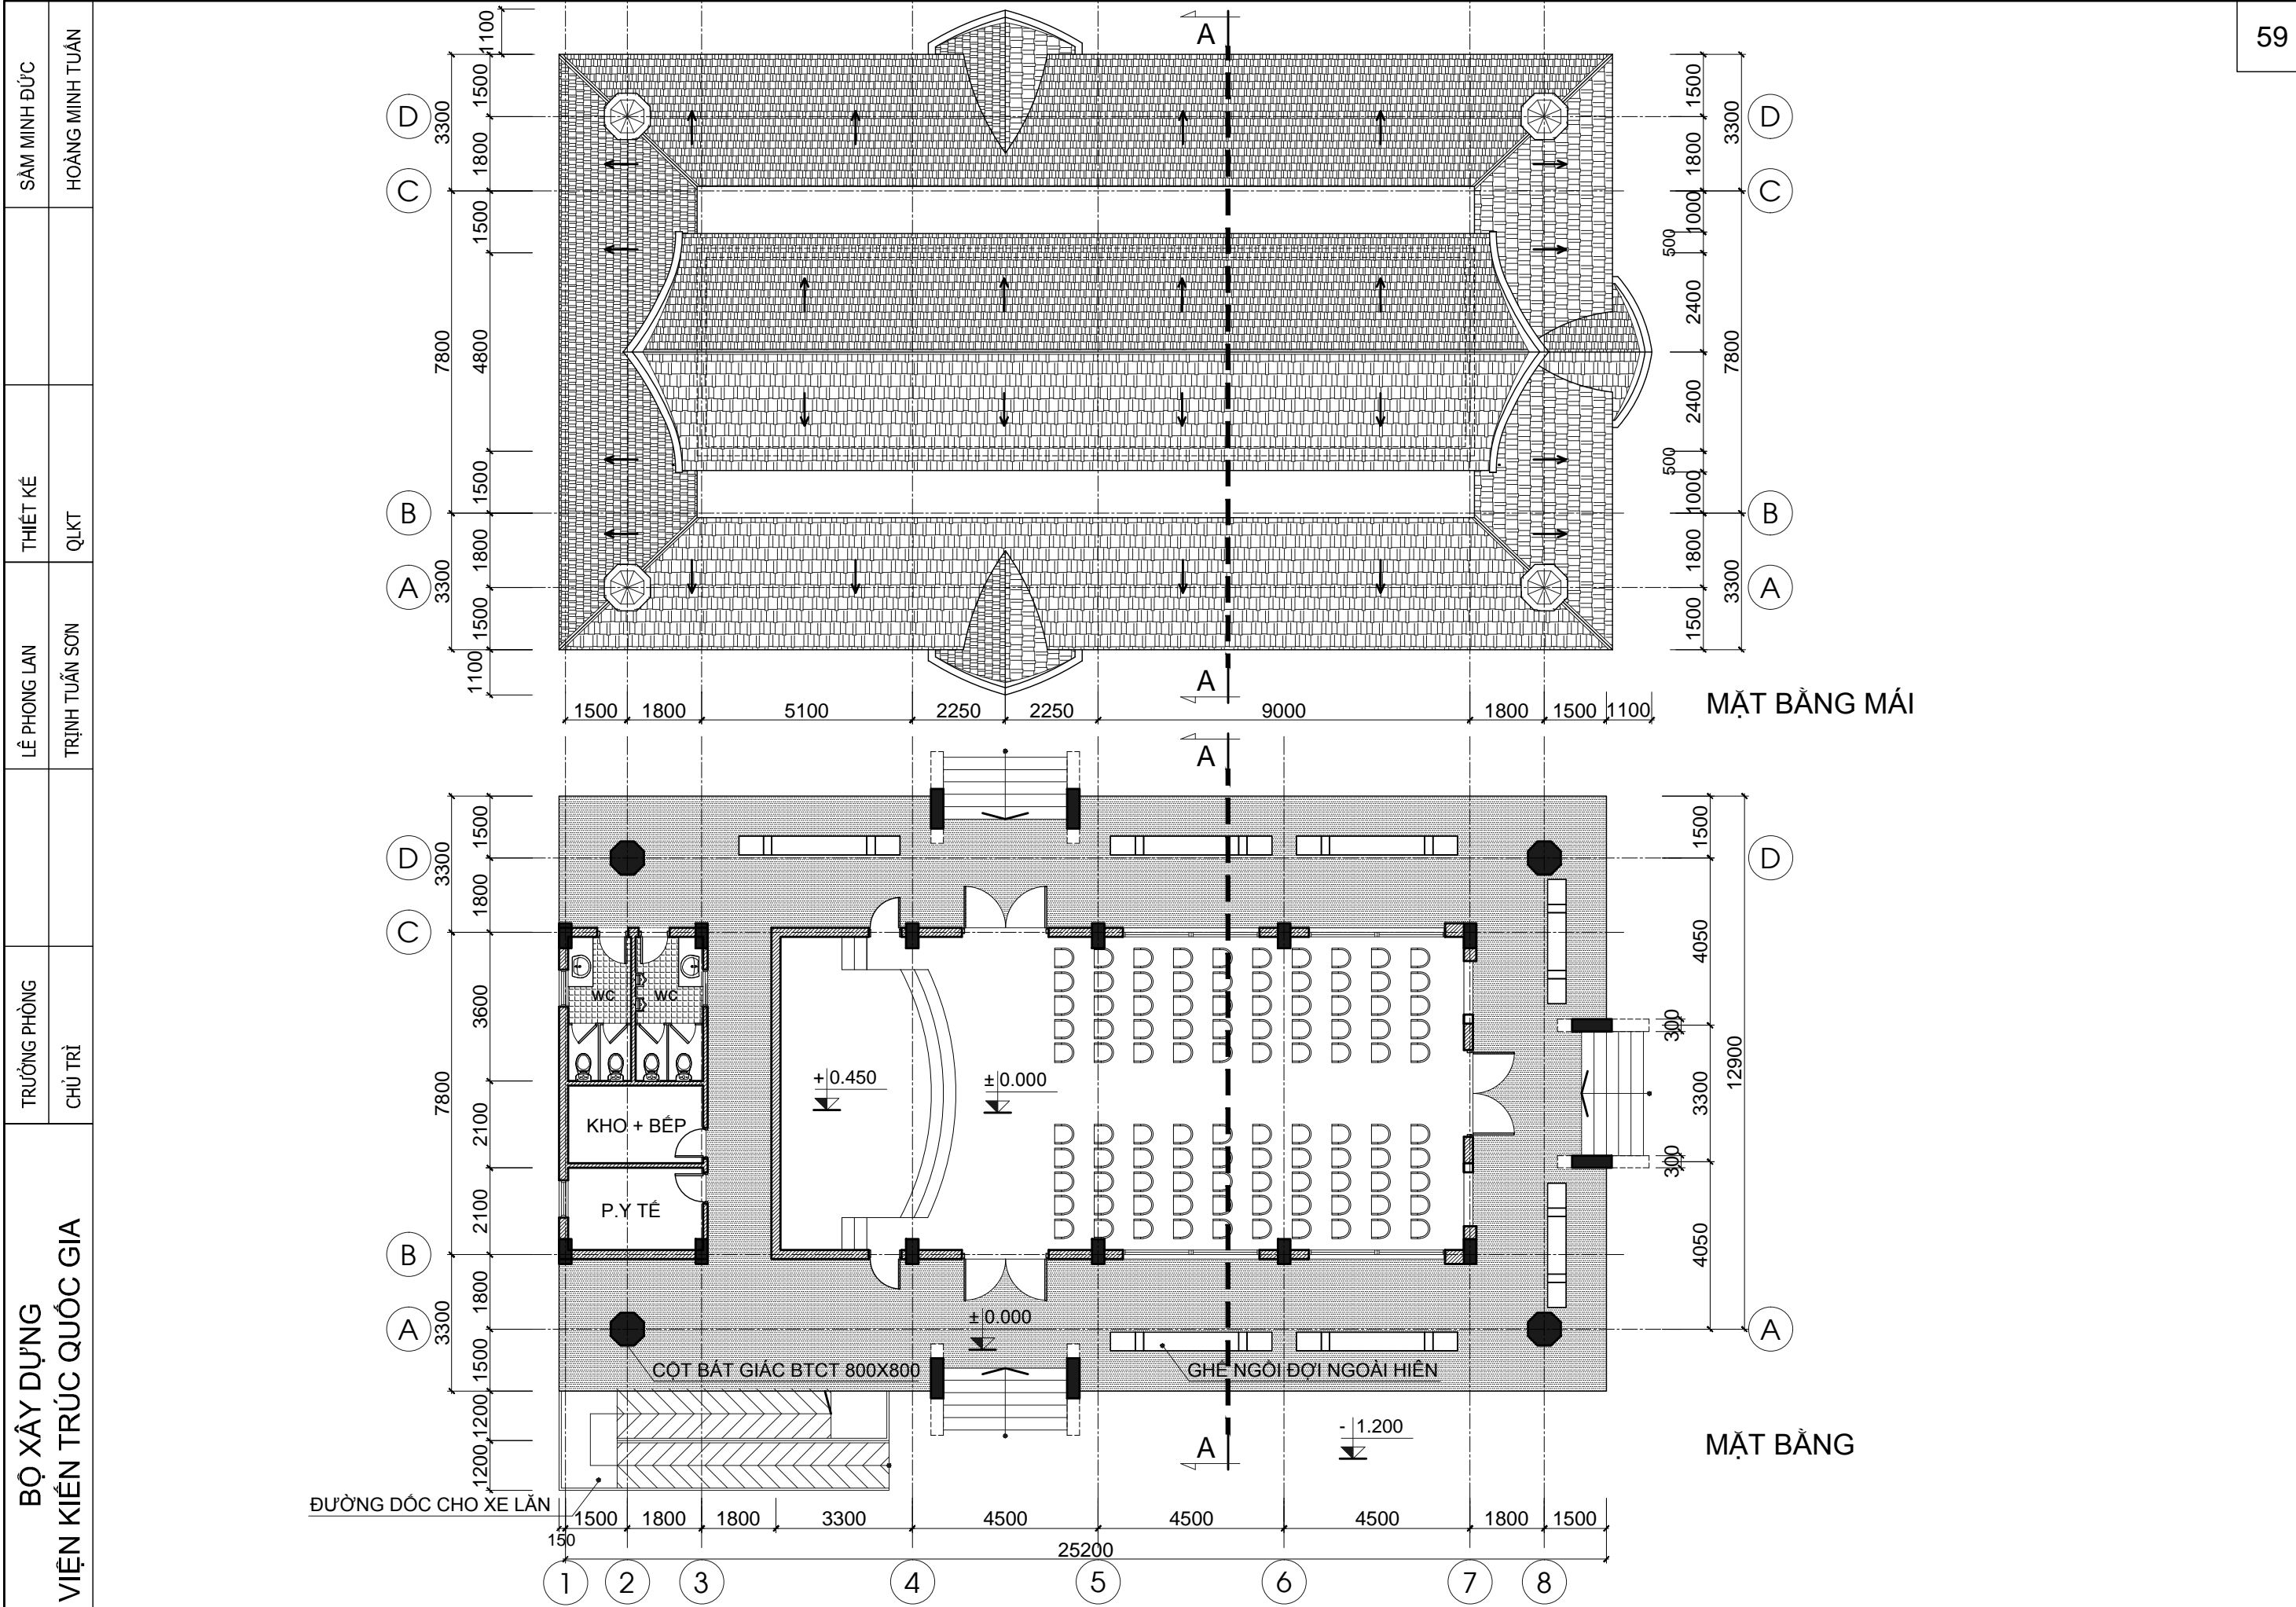 59
SẦM MINH ĐỨC
HOÀNG MINH TUẤN
THIẾT KẾ
QLKT
LÊ PHONG LAN
TRỊNH TUẤN SƠN
TRƯỞNG PHÒNG
CHỦ TRÌ
BỘ XÂY DỰNG
VIỆN KIẾN TRÚC QUỐC GIA
A
A
D
C
B
A
D
C
B
A
1100
1500
1800
1500
4800
1500
1800
1500
1100
3300
7800
3300
1500
1800
1000
500
2400
2400
500
1000
1800
1500
3300
7800
3300
1500
1800
5100
2250
2250
9000
1800
1500
1100
MẶT BẰNG MÁI
A
A
D
C
B
A
D
A
1500
1800
3600
2100
2100
1800
1500
1200
1200
3300
7800
3300
1500
4050
300
3300
300
4050
12900
WC
WC
KHO + BẾP
P.Y TẾ
+0.450
±0.000
±0.000
CỘT BÁT GIÁC BTCT 800X800
GHẾ NGỒI ĐỢI NGOÀI HIÊN
- 1.200
MẶT BẰNG
ĐƯỜNG DỐC CHO XE LĂN
150
1500
1800
1800
3300
4500
4500
4500
1800
1500
25200
1
2
3
4
5
6
7
8